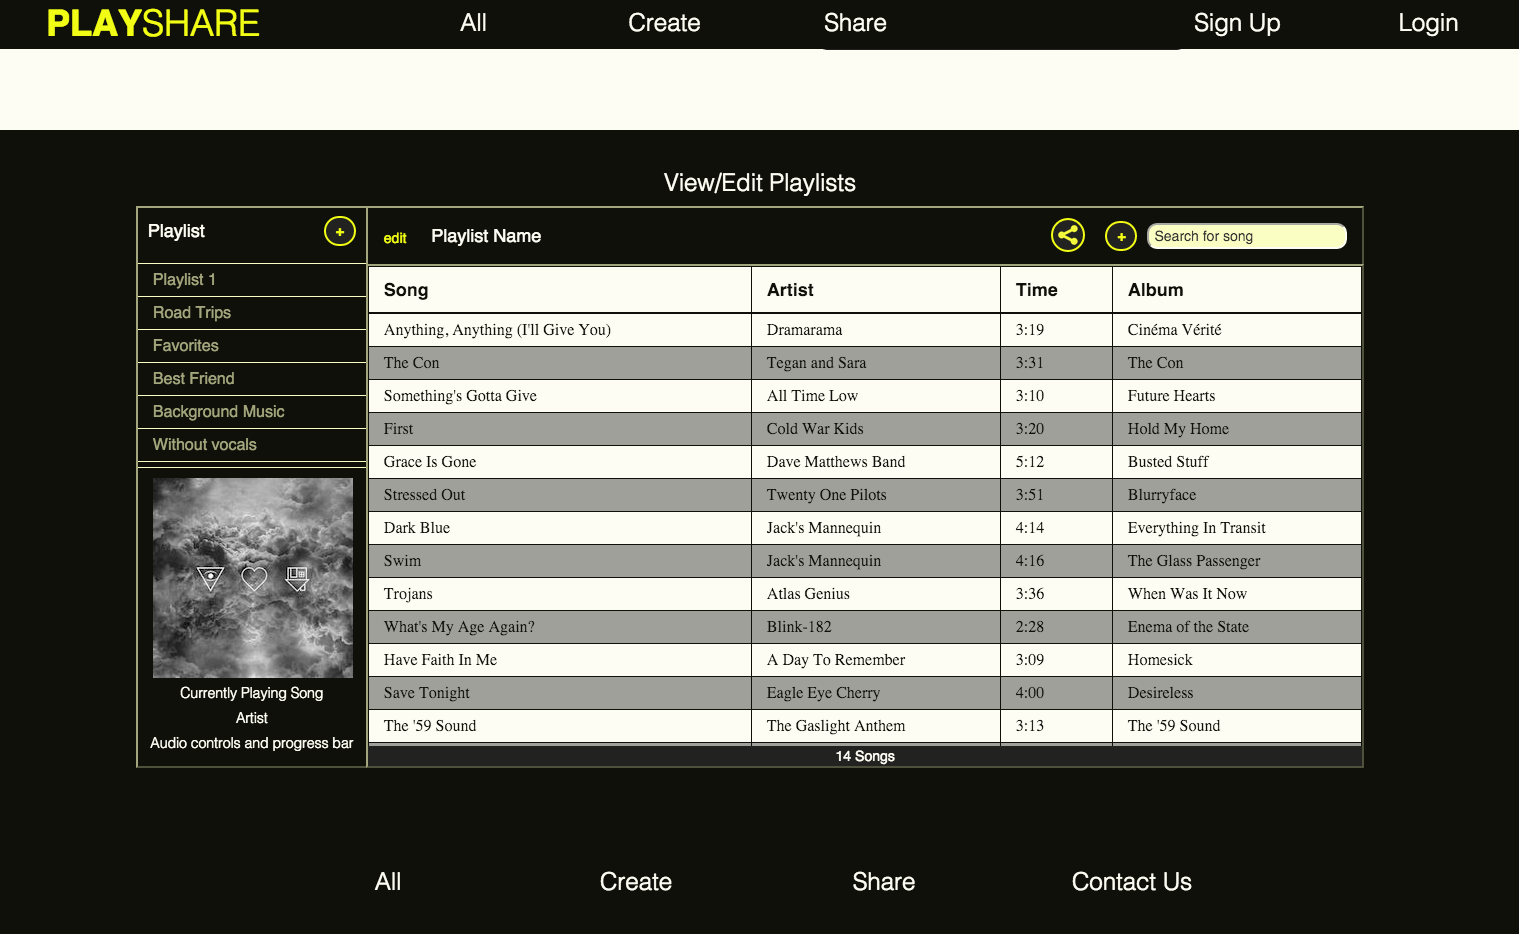 PLAYSHARE All Create Share Sign Up Login
View/Edit Playlists
Playlist +
edit Playlist Name + Search for song
Playlist 1
Road Trips
Favorites
Best Friend
Background Music
Without vocals
Currently Playing Song
Artist
Audio controls and progress bar
Song Artist Time Album
Anything, Anything (I'll Give You) Dramarama 3:19 Cinéma Vérité
The Con Tegan and Sara 3:31 The Con
Something's Gotta Give All Time Low 3:10 Future Hearts
First Cold War Kids 3:20 Hold My Home
Grace Is Gone Dave Matthews Band 5:12 Busted Stuff
Stressed Out Twenty One Pilots 3:51 Blurryface
Dark Blue Jack's Mannequin 4:14 Everything In Transit
Swim Jack's Mannequin 4:16 The Glass Passenger
Trojans Atlas Genius 3:36 When Was It Now
What's My Age Again? Blink-182 2:28 Enema of the State
Have Faith In Me A Day To Remember 3:09 Homesick
Save Tonight Eagle Eye Cherry 4:00 Desireless
The '59 Sound The Gaslight Anthem 3:13 The '59 Sound
14 Songs
All Create Share Contact Us